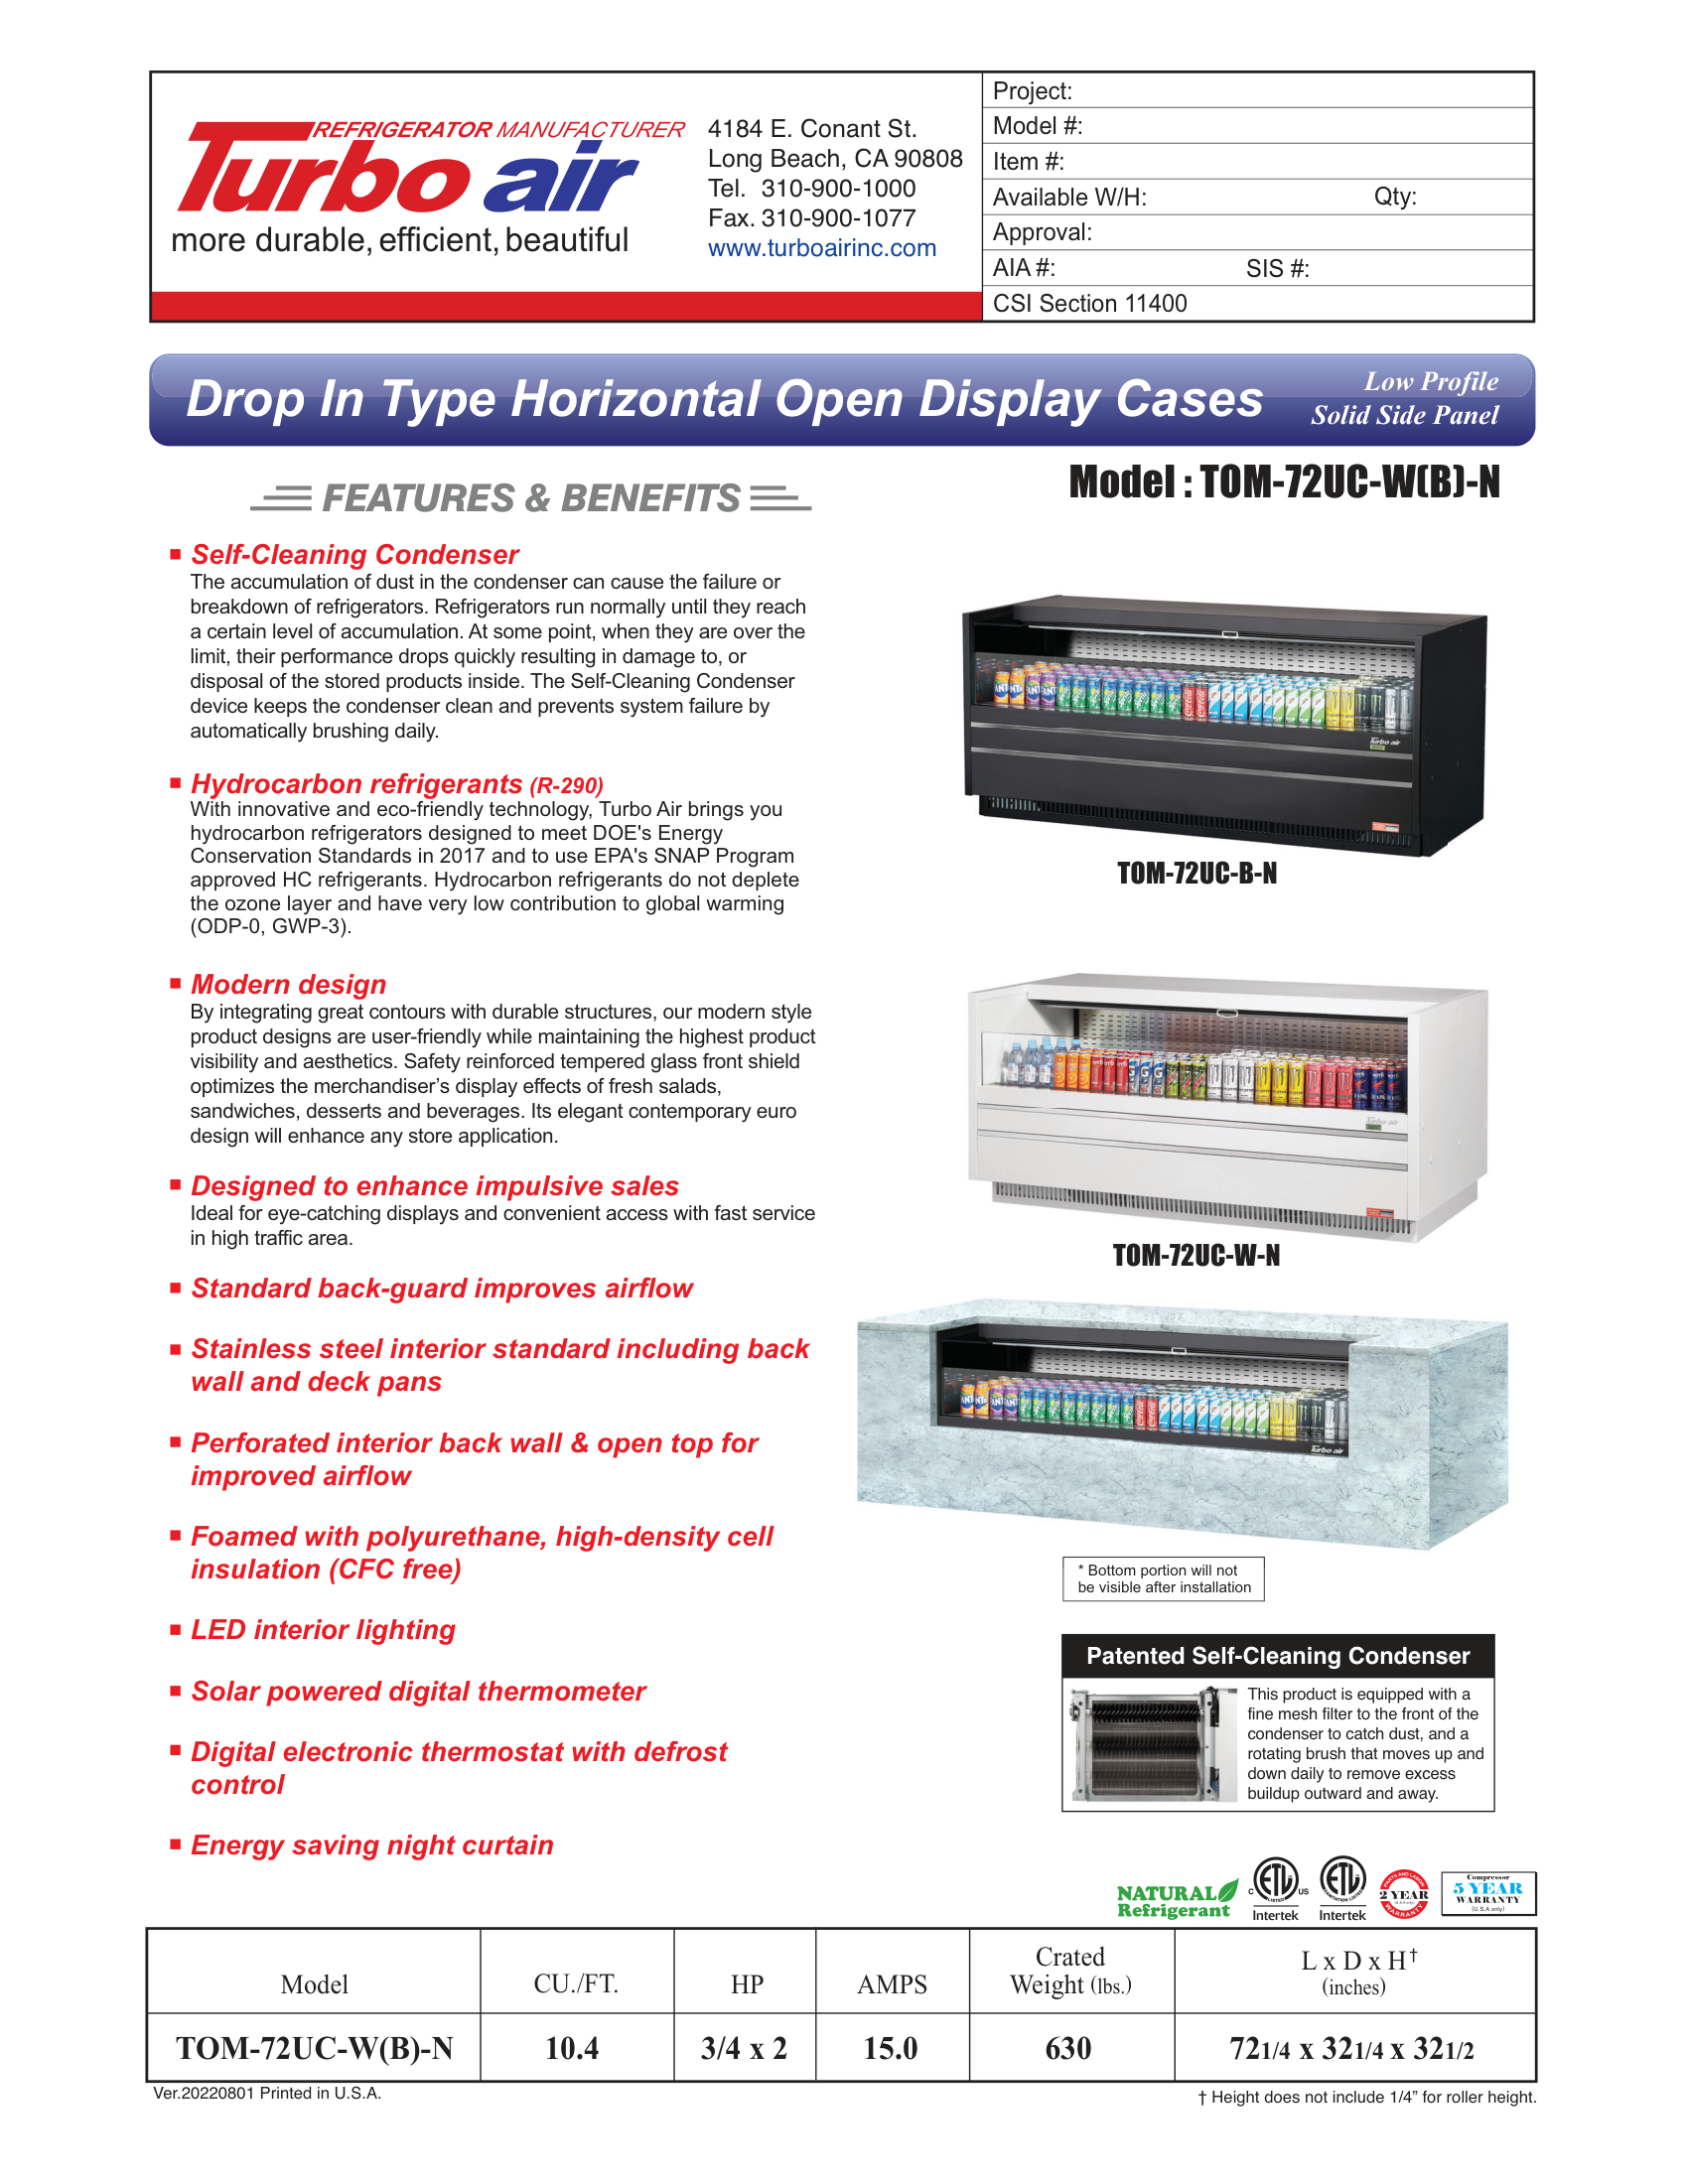 REFRIGERATOR MANUFACTURER
Turbo air
more durable, efficient, beautiful
4184 E. Conant St.
Long Beach, CA 90808
Tel. 310-900-1000
Fax. 310-900-1077
www.turboairinc.com
Project:
Model #:
Item #:
Available W/H: Qty:
Approval:
AIA #: SIS #:
CSI Section 11400
Drop In Type Horizontal Open Display Cases
Low Profile
Solid Side Panel
FEATURES & BENEFITS
Model : TOM-72UC-W(B)-N
■ Self-Cleaning Condenser
The accumulation of dust in the condenser can cause the failure or
breakdown of refrigerators. Refrigerators run normally until they reach
a certain level of accumulation. At some point, when they are over the
limit, their performance drops quickly resulting in damage to, or
disposal of the stored products inside. The Self-Cleaning Condenser
device keeps the condenser clean and prevents system failure by
automatically brushing daily.
■ Hydrocarbon refrigerants (R-290)
With innovative and eco-friendly technology, Turbo Air brings you
hydrocarbon refrigerators designed to meet DOE's Energy
Conservation Standards in 2017 and to use EPA's SNAP Program
approved HC refrigerants. Hydrocarbon refrigerants do not deplete
the ozone layer and have very low contribution to global warming
(ODP-0, GWP-3).
■ Modern design
By integrating great contours with durable structures, our modern style
product designs are user-friendly while maintaining the highest product
visibility and aesthetics. Safety reinforced tempered glass front shield
optimizes the merchandiser's display effects of fresh salads,
sandwiches, desserts and beverages. Its elegant contemporary euro
design will enhance any store application.
■ Designed to enhance impulsive sales
Ideal for eye-catching displays and convenient access with fast service
in high traffic area.
■ Standard back-guard improves airflow
■ Stainless steel interior standard including back
wall and deck pans
■ Perforated interior back wall & open top for
improved airflow
■ Foamed with polyurethane, high-density cell
insulation (CFC free)
■ LED interior lighting
■ Solar powered digital thermometer
■ Digital electronic thermostat with defrost
control
■ Energy saving night curtain
Turbo air
TOM-72UC-B-N
Turbo air
TOM-72UC-W-N
Turbo air
* Bottom portion will not
be visible after installation
Patented Self-Cleaning Condenser
This product is equipped with a
fine mesh filter to the front of the
condenser to catch dust, and a
rotating brush that moves up and
down daily to remove excess
buildup outward and away.
NATURAL
Refrigerant
C ETL US
LISTED
Intertek
ETL
SANITATION LISTED
Intertek
PARTS AND LABOR
2 YEAR
WARRANTY
Compressor
5 YEAR
WARRANTY
(U.S.A only)
Model CU./FT. HP AMPS Crated Weight (lbs.) L x D x H† (inches)
TOM-72UC-W(B)-N 10.4 3/4 x 2 15.0 630 72 1/4 x 32 1/4 x 32 1/2
Ver.20220801 Printed in U.S.A.
† Height does not include 1/4” for roller height.